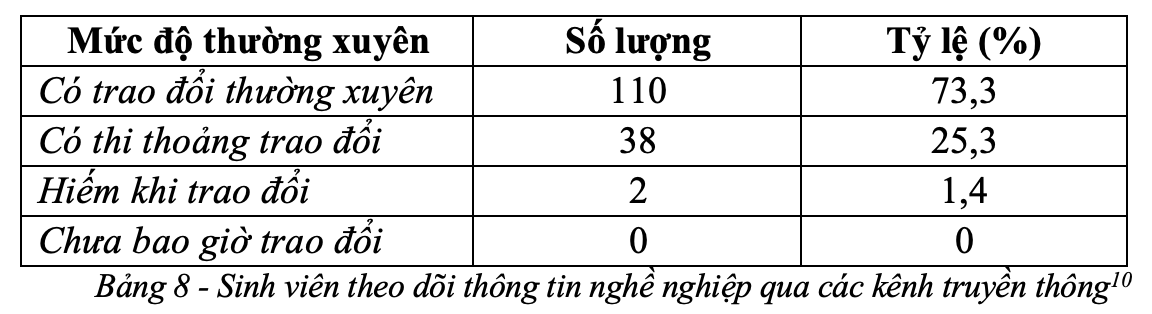 Mức độ thường xuyên Số lượng Tỷ lệ (%)
Có trao đổi thường xuyên 110 73,3
Có thi thoảng trao đổi 38 25,3
Hiếm khi trao đổi 2 1,4
Chưa bao giờ trao đổi 0 0
Bảng 8 - Sinh viên theo dõi thông tin nghề nghiệp qua các kênh truyền thông¹⁰